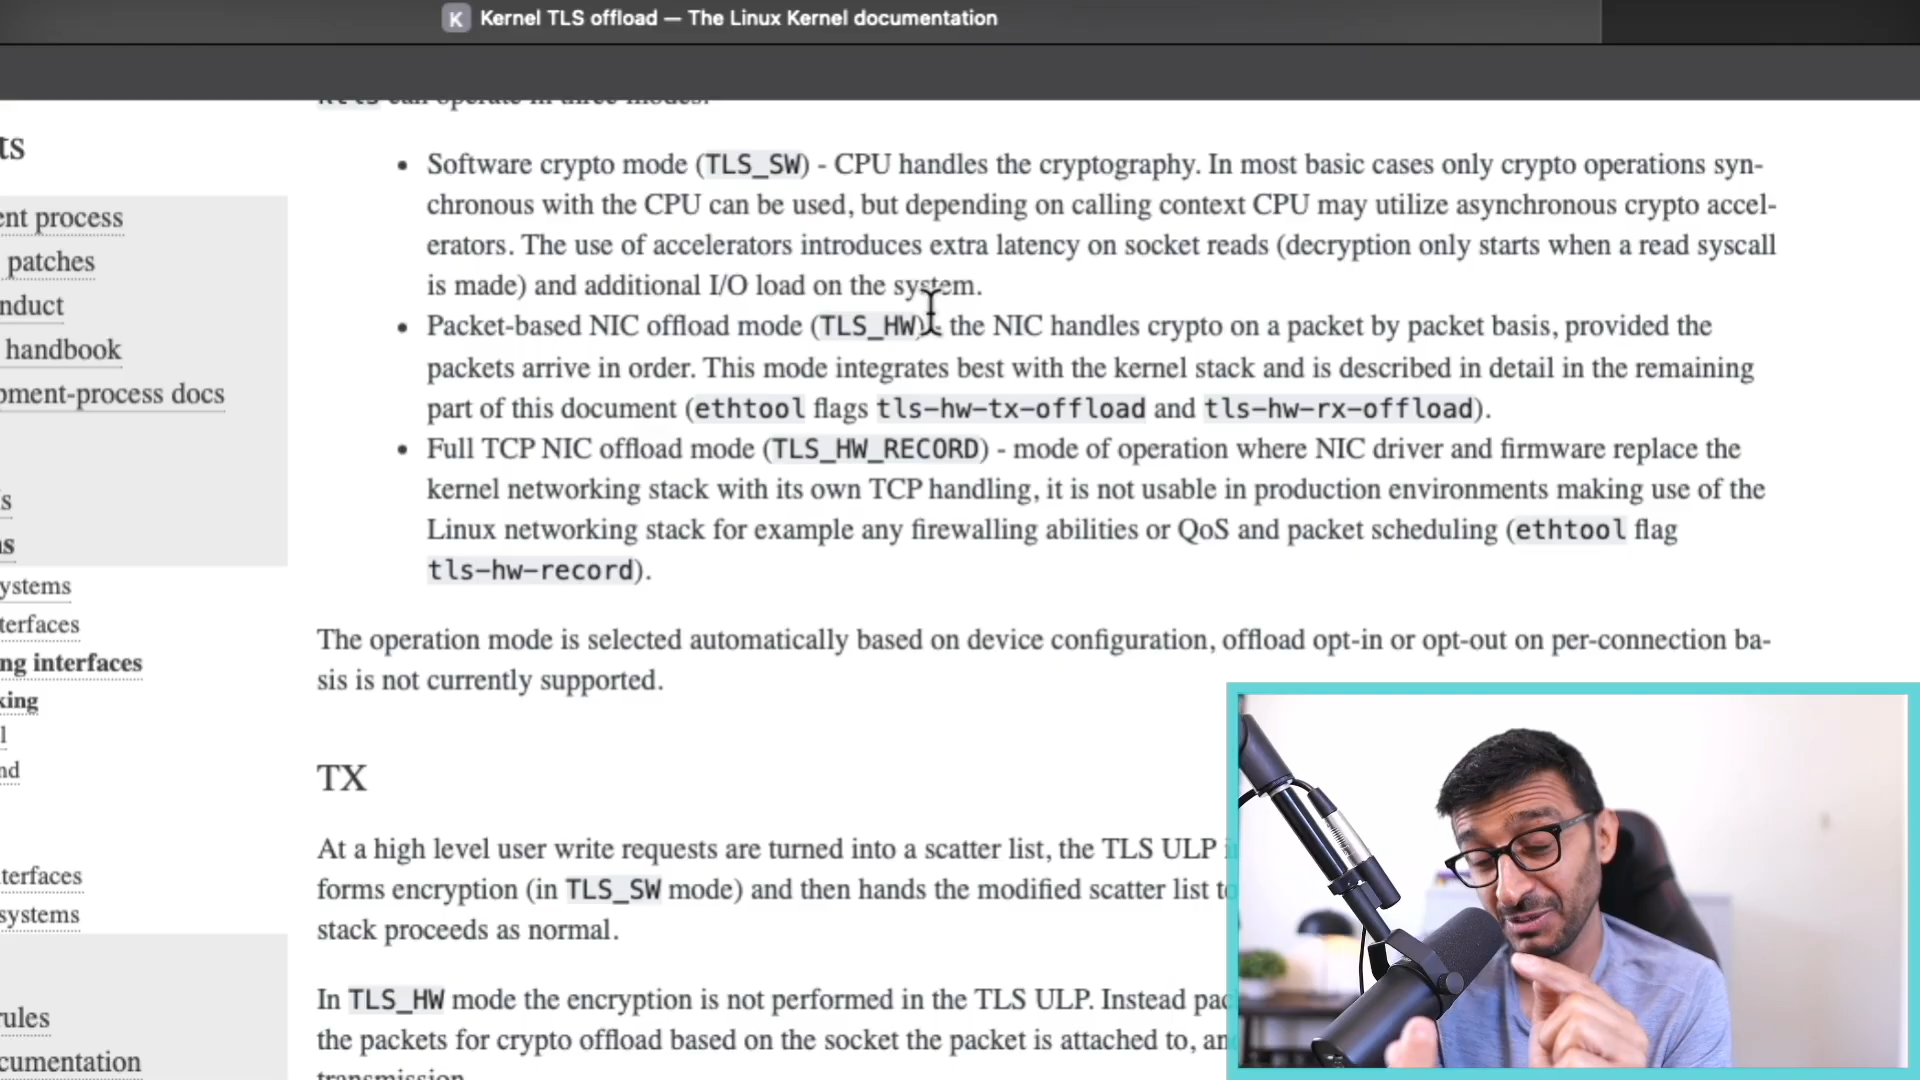 K Kernel TLS offload — The Linux Kernel documentation
ktls can operate in three modes:
ts
ent process
patches
nduct
handbook
pment-process docs
s
ystems
terfaces
ng interfaces
king
l
nd
terfaces
systems
rules
cumentation
• Software crypto mode (TLS_SW) - CPU handles the cryptography. In most basic cases only crypto operations syn-
chronous with the CPU can be used, but depending on calling context CPU may utilize asynchronous crypto accel-
erators. The use of accelerators introduces extra latency on socket reads (decryption only starts when a read syscall
is made) and additional I/O load on the system.
• Packet-based NIC offload mode (TLS_HW) - the NIC handles crypto on a packet by packet basis, provided the
packets arrive in order. This mode integrates best with the kernel stack and is described in detail in the remaining
part of this document (ethtool flags tls-hw-tx-offload and tls-hw-rx-offload).
• Full TCP NIC offload mode (TLS_HW_RECORD) - mode of operation where NIC driver and firmware replace the
kernel networking stack with its own TCP handling, it is not usable in production environments making use of the
Linux networking stack for example any firewalling abilities or QoS and packet scheduling (ethtool flag
tls-hw-record).
The operation mode is selected automatically based on device configuration, offload opt-in or opt-out on per-connection ba-
sis is not currently supported.
TX
At a high level user write requests are turned into a scatter list, the TLS ULP
forms encryption (in TLS_SW mode) and then hands the modified scatter list to
stack proceeds as normal.
In TLS_HW mode the encryption is not performed in the TLS ULP. Instead pac
the packets for crypto offload based on the socket the packet is attached to, an
transmission.